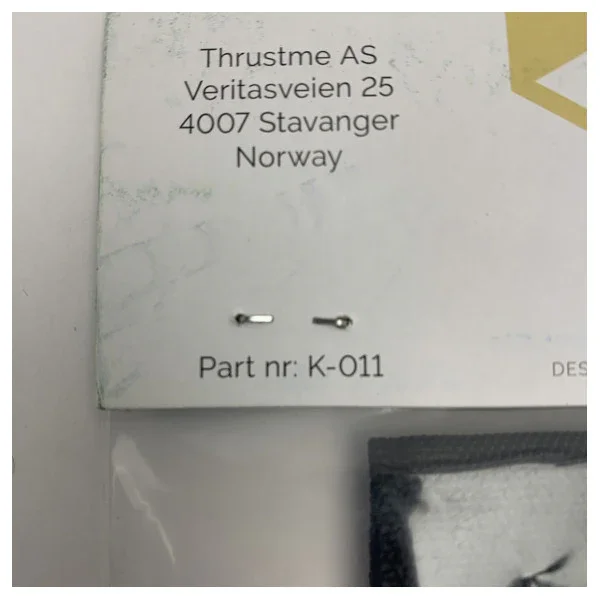 Thrustme AS
Veritasveien 25
4007 Stavanger
Norway
Part nr: K-011
DES